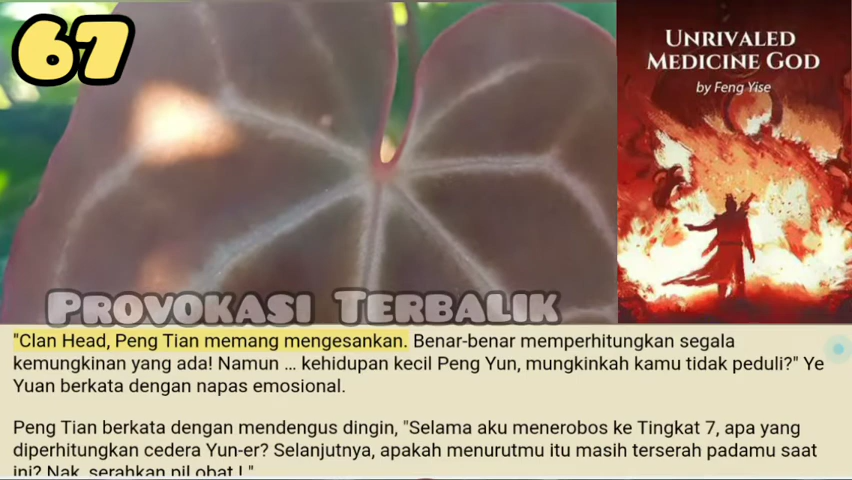 67
UNRIVALED
MEDICINE GOD
by Feng Yise
PROVOKASI TERBALIK
"Clan Head, Peng Tian memang mengesankan. Benar-benar memperhitungkan segala
kemungkinan yang ada! Namun ... kehidupan kecil Peng Yun, mungkinkah kamu tidak peduli?" Ye
Yuan berkata dengan napas emosional.
Peng Tian berkata dengan mendengus dingin, "Selama aku menerobos ke Tingkat 7, apa yang
diperhitungkan cedera Yun-er? Selanjutnya, apakah menurutmu itu masih terserah padamu saat
ini? Nak, serahkan pil obat I "